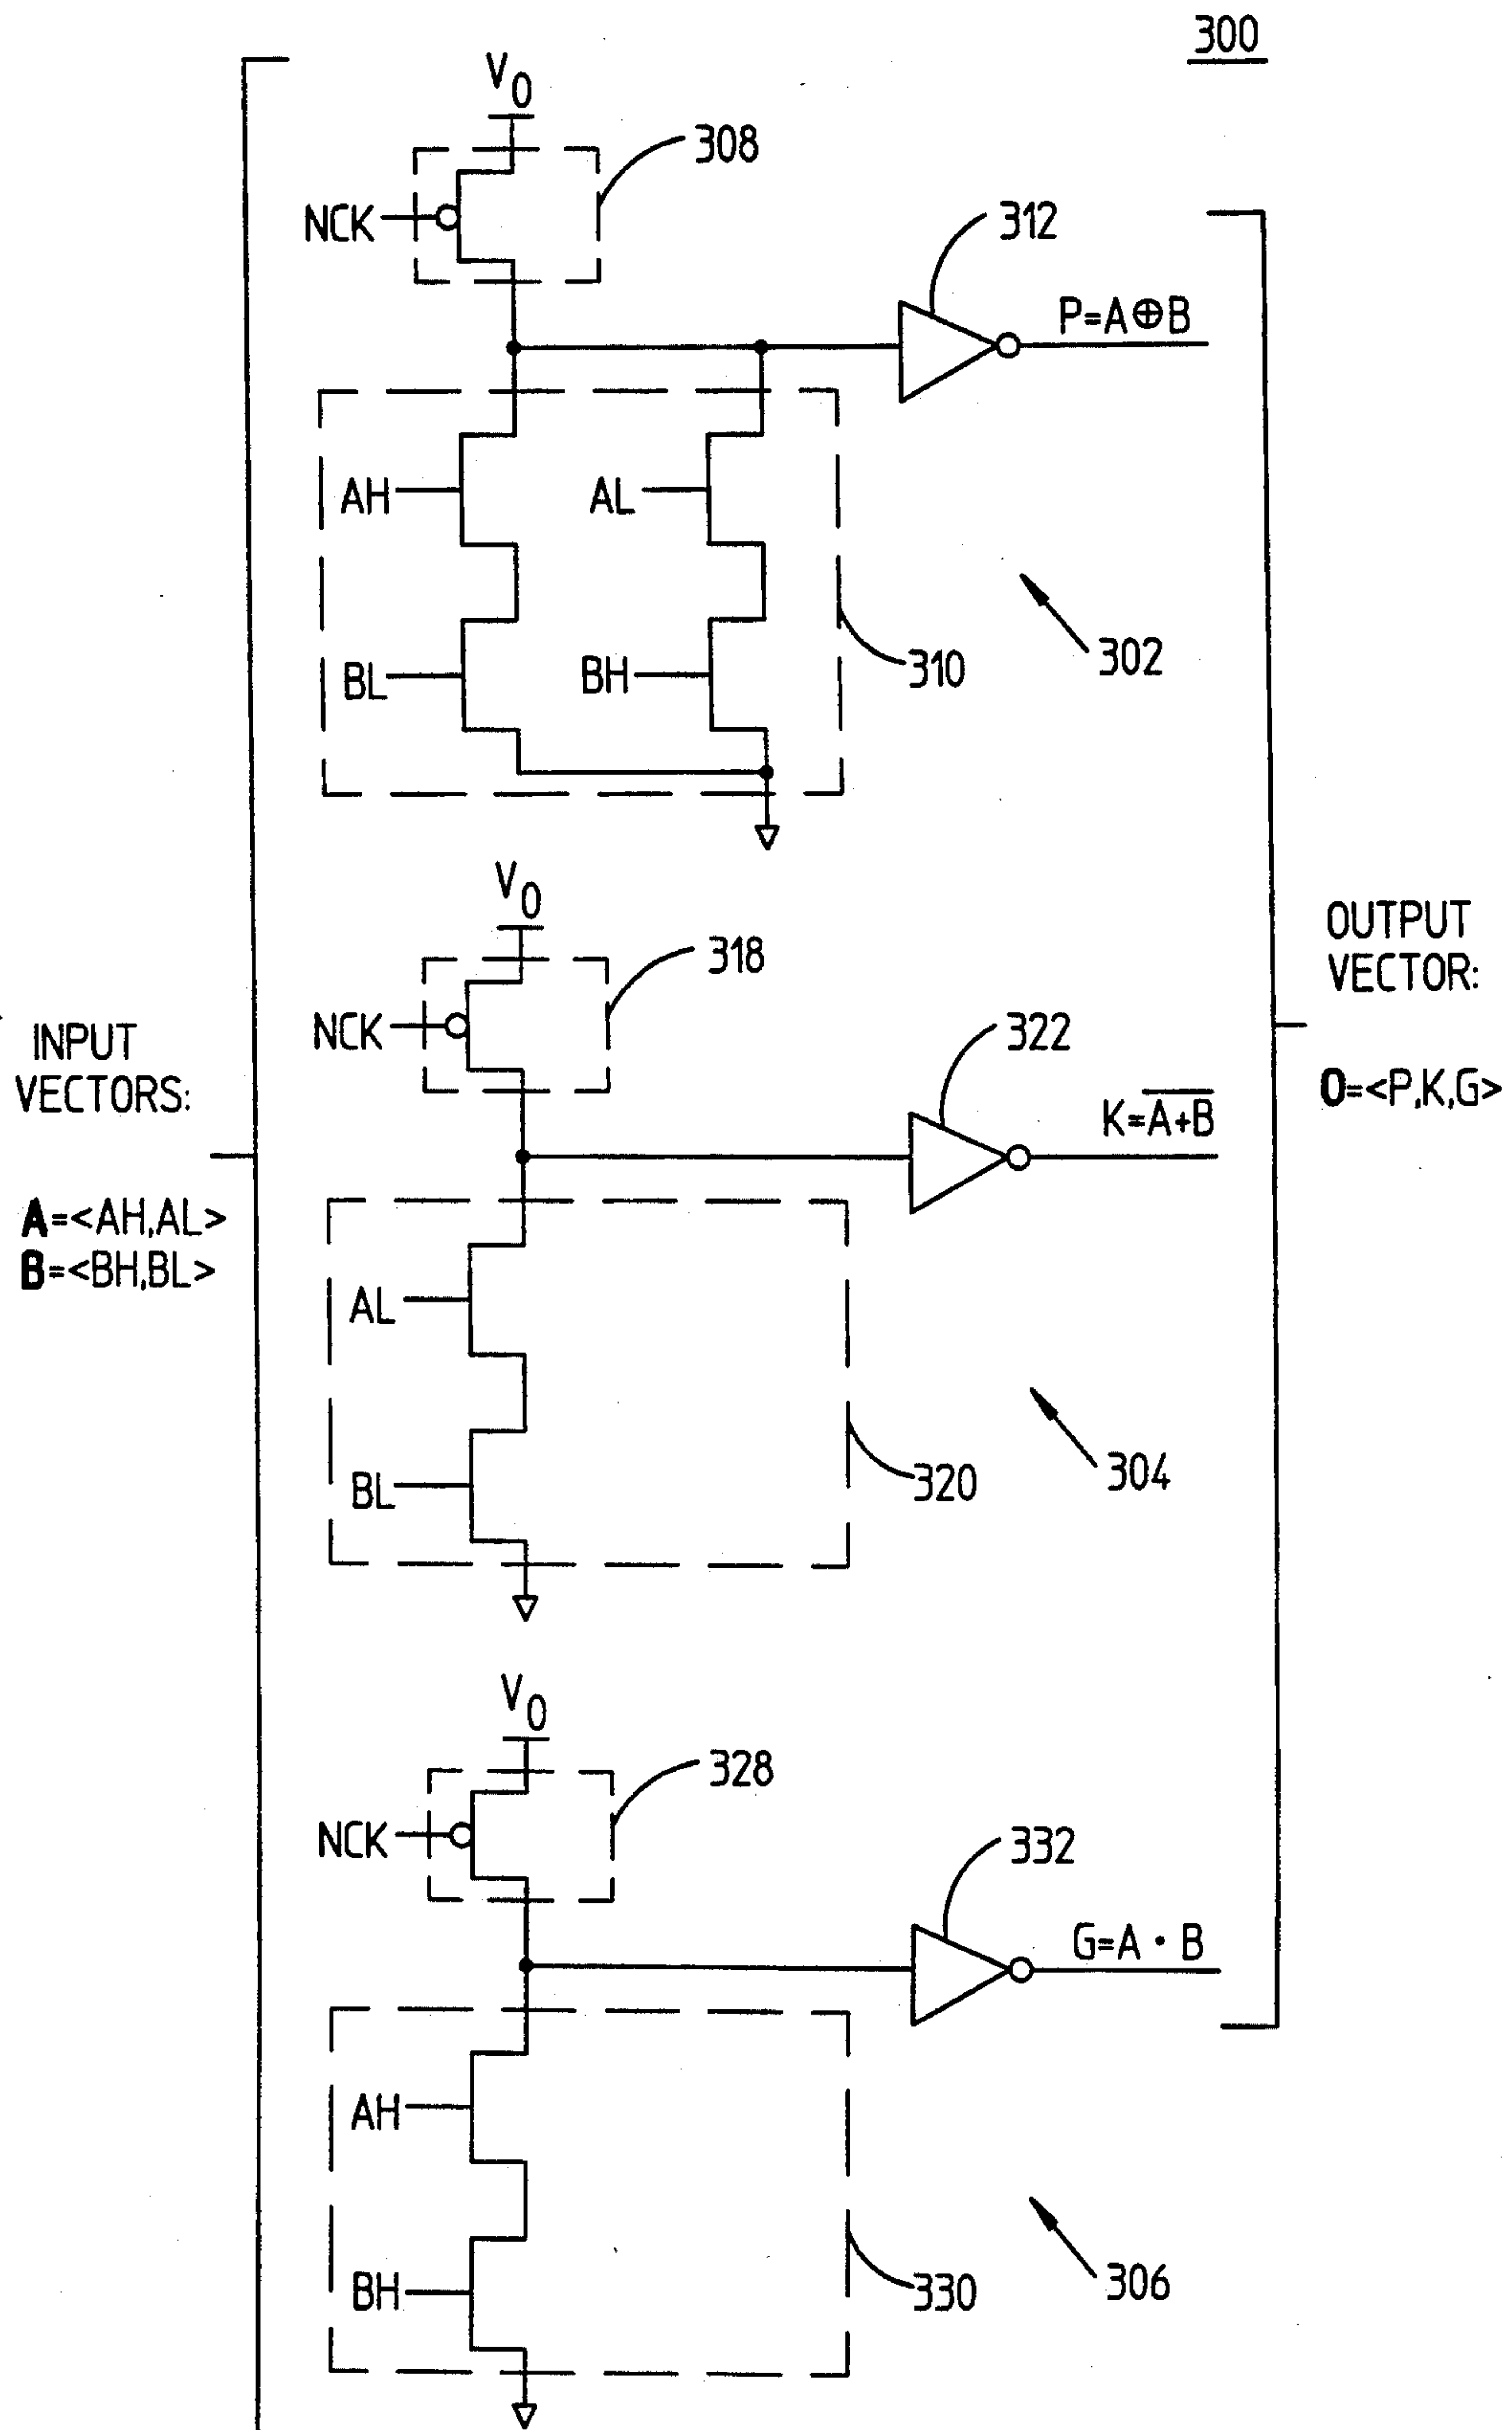 300
V0
308
NCK
312
P=A⊕B
AH
AL
BL
BH
310
302
V0
318
NCK
322
K=\overline{A+B}
INPUT
VECTORS:
A=<AH,AL>
B=<BH,BL>
OUTPUT
VECTOR:
O=<P,K,G>
AL
BL
320
304
V0
328
NCK
332
G=A · B
AH
BH
330
306